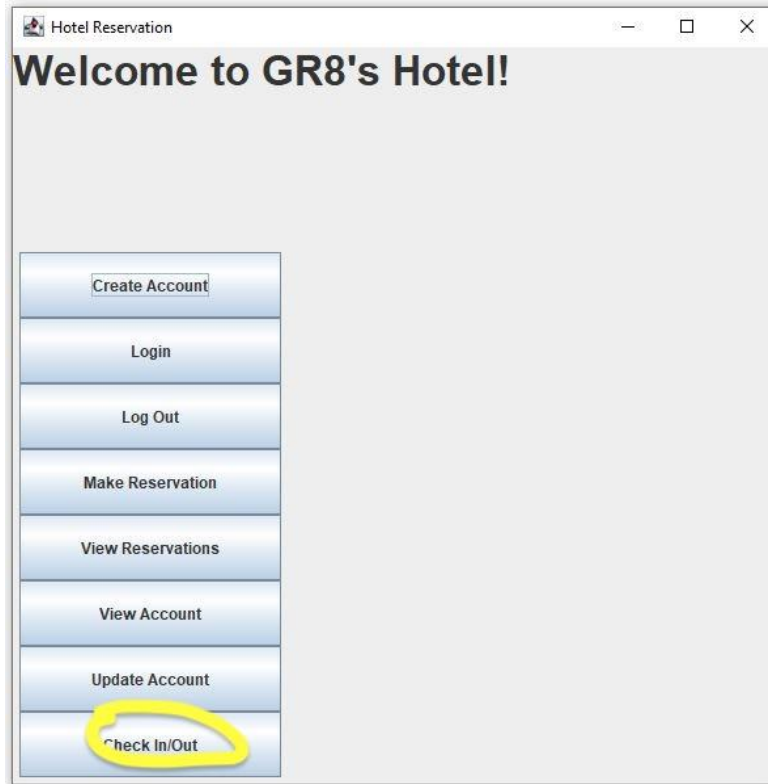 Hotel Reservation
Welcome to GR8's Hotel!
Create Account
Login
Log Out
Make Reservation
View Reservations
View Account
Update Account
Check In/Out